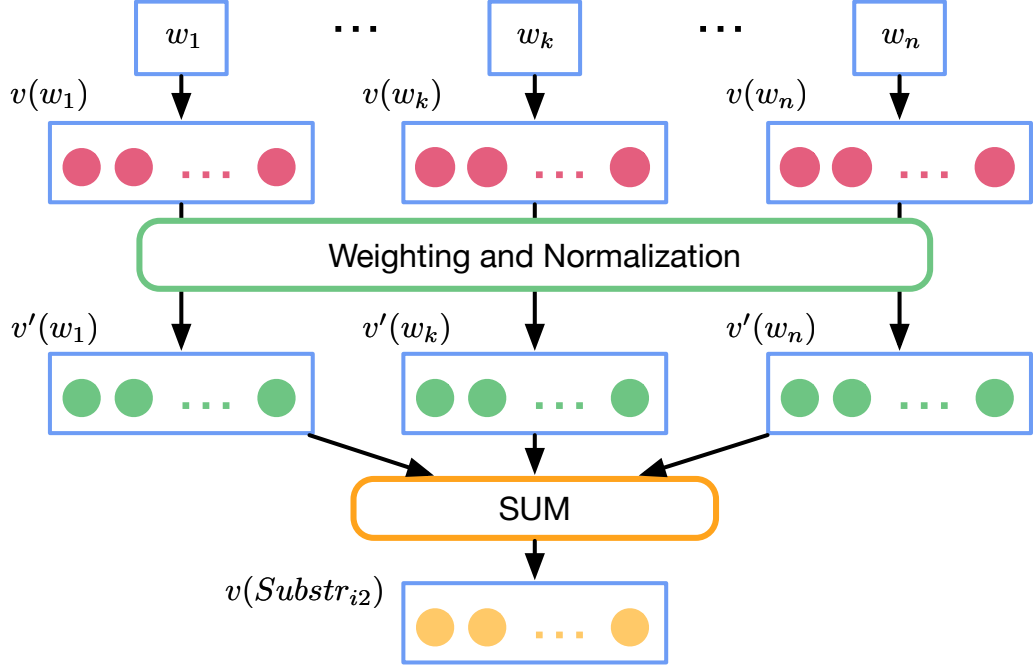 w₁ ... wₖ ... wₙ
v(w₁) v(wₖ) v(wₙ)
... ... ...
Weighting and Normalization
v′(w₁) v′(wₖ) v′(wₙ)
... ... ...
SUM
v(Substrᵢ₂)
...